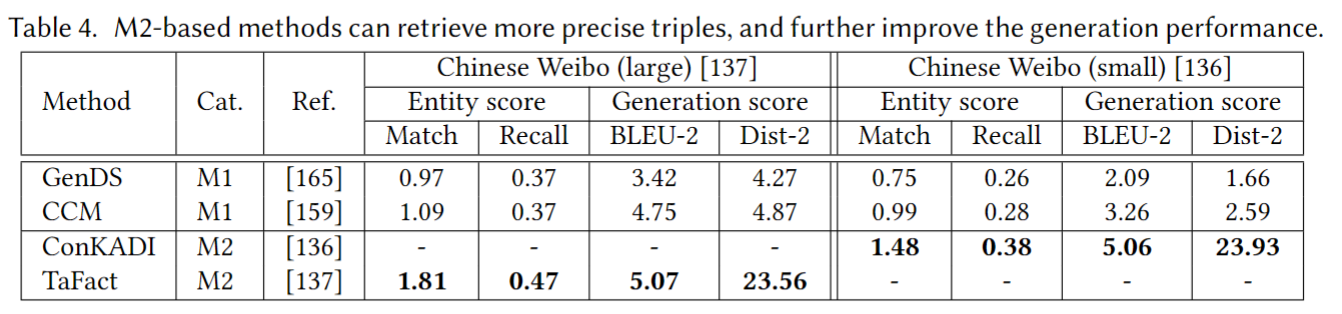 Table 4. M2-based methods can retrieve more precise triples, and further improve the generation performance.
Chinese Weibo (large) [137] Chinese Weibo (small) [136]
Method Cat. Ref. Entity score Generation score Entity score Generation score
Match Recall BLEU-2 Dist-2 Match Recall BLEU-2 Dist-2
GenDS M1 [165] 0.97 0.37 3.42 4.27 0.75 0.26 2.09 1.66
CCM M1 [159] 1.09 0.37 4.75 4.87 0.99 0.28 3.26 2.59
ConKADI M2 [136] - - - - 1.48 0.38 5.06 23.93
TaFact M2 [137] 1.81 0.47 5.07 23.56 - - - -